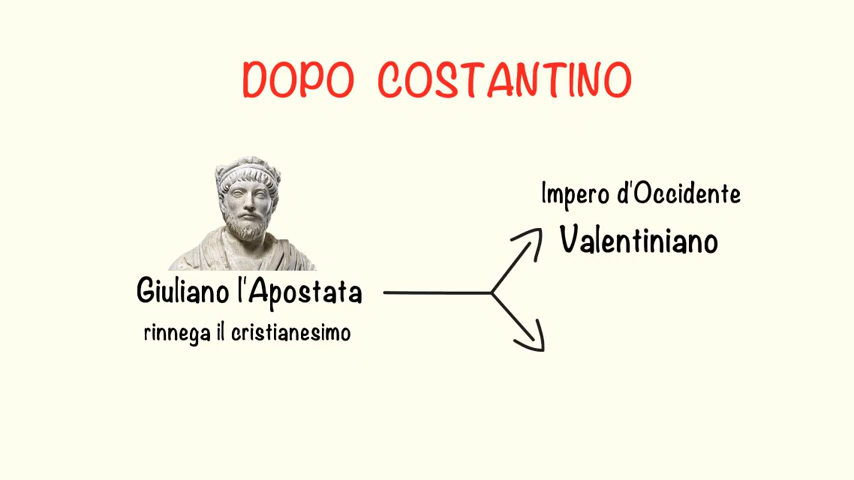 DOPO COSTANTINO
Impero d'Occidente
Valentiniano
Giuliano l'Apostata
rinnega il cristianesimo